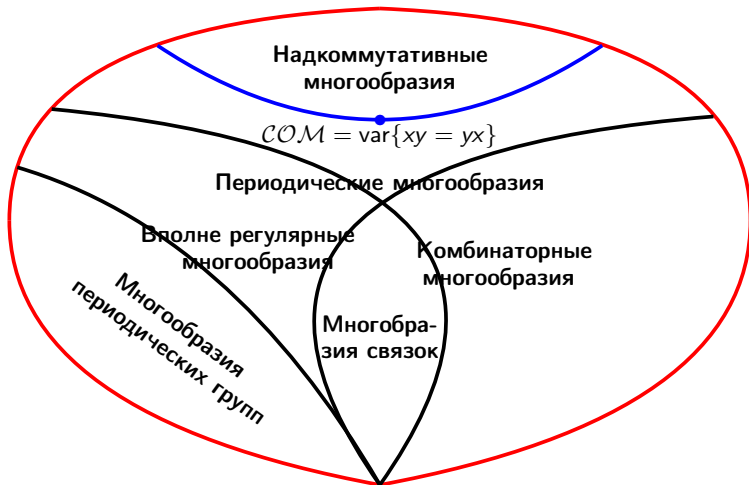 Надкоммутативные
многообразия
𝒞𝒪ℳ = var{xy = yx}
Периодические многообразия
Вполне регулярные
многообразия
Комбинаторные
многообразия
Многообразия
периодических групп
Многобра-
зия связок